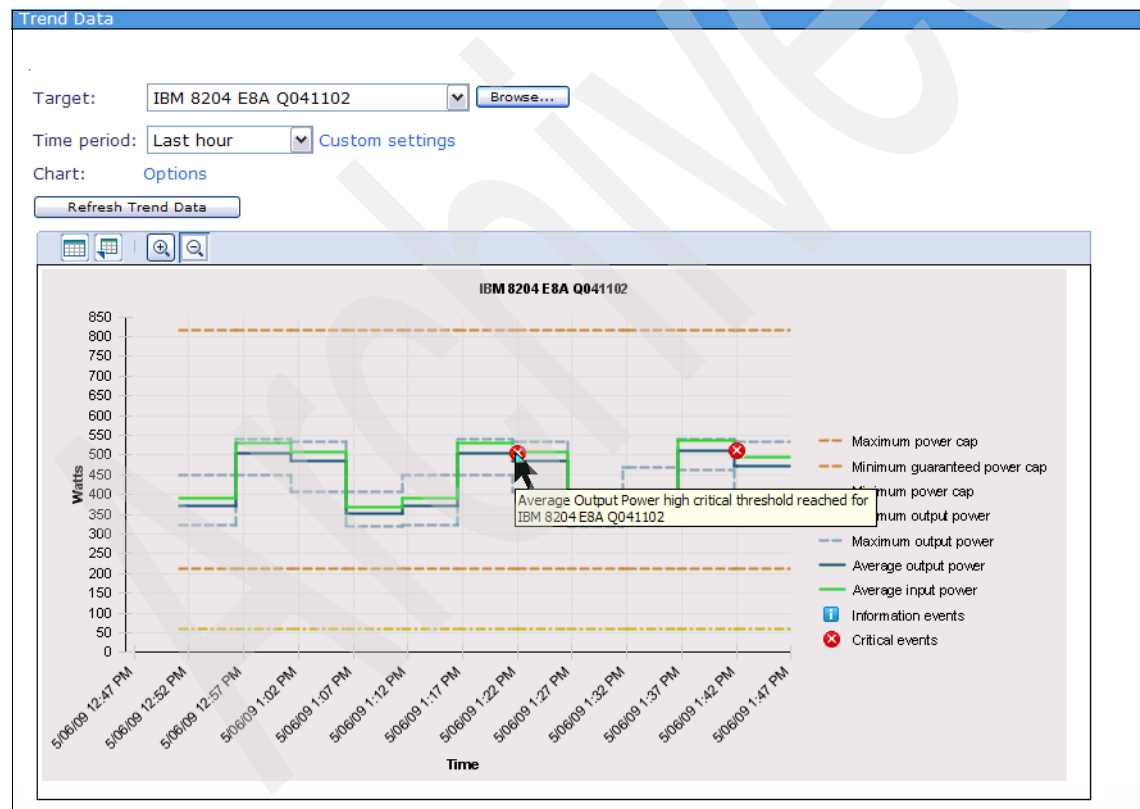 Trend Data
Target: IBM 8204 E8A Q041102 Browse...
Time period: Last hour Custom settings
Chart: Options
Refresh Trend Data
IBM 8204 E8A Q041102
850
800
750
700
650
600
550
500
450
400
350
300
250
200
150
100
50
0
Watts
Average Output Power high critical threshold reached for
IBM 8204 E8A Q041102
Maximum power cap
Minimum guaranteed power cap
power cap
output power
Maximum output power
Average output power
Average input power
Information events
Critical events
5/06/09 12:47 PM
5/06/09 12:52 PM
5/06/09 12:57 PM
5/06/09 1:02 PM
5/06/09 1:07 PM
5/06/09 1:12 PM
5/06/09 1:17 PM
5/06/09 1:22 PM
5/06/09 1:27 PM
5/06/09 1:32 PM
5/06/09 1:37 PM
5/06/09 1:42 PM
5/06/09 1:47 PM
Time